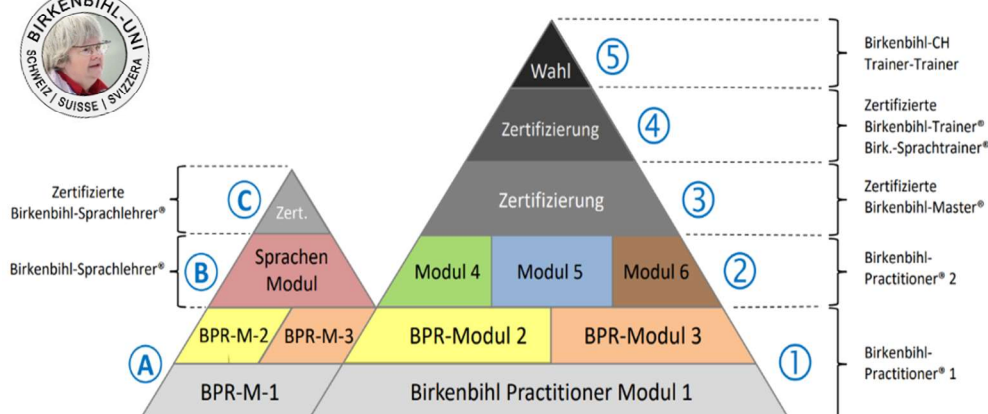 BIRKENBIHL-UNI
SCHWEIZ | SUISSE | SVIZZERA
5
Wahl
Birkenbihl-CH
Trainer-Trainer
4
Zertifizierung
Zertifizierte
Birkenbihl-Trainer®
Birk.-Sprachtrainer®
Zertifizierte
Birkenbihl-Sprachlehrer®
C
Zert.
3
Zertifizierung
Zertifizierte
Birkenbihl-Master®
Birkenbihl-Sprachlehrer®
B
Sprachen
Modul
Modul 4
Modul 5
Modul 6
2
Birkenbihl-
Practitioner® 2
A
BPR-M-2
BPR-M-3
BPR-Modul 2
BPR-Modul 3
1
Birkenbihl-
Practitioner® 1
BPR-M-1
Birkenbihl Practitioner Modul 1